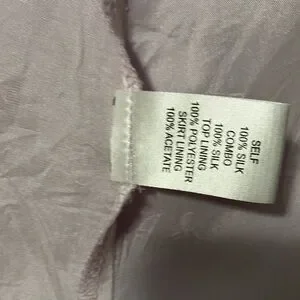 SELF
100% SILK
COMBO
100% SILK
TOP LINING
100% POLYESTER
SKIRT LINING
100% ACETATE